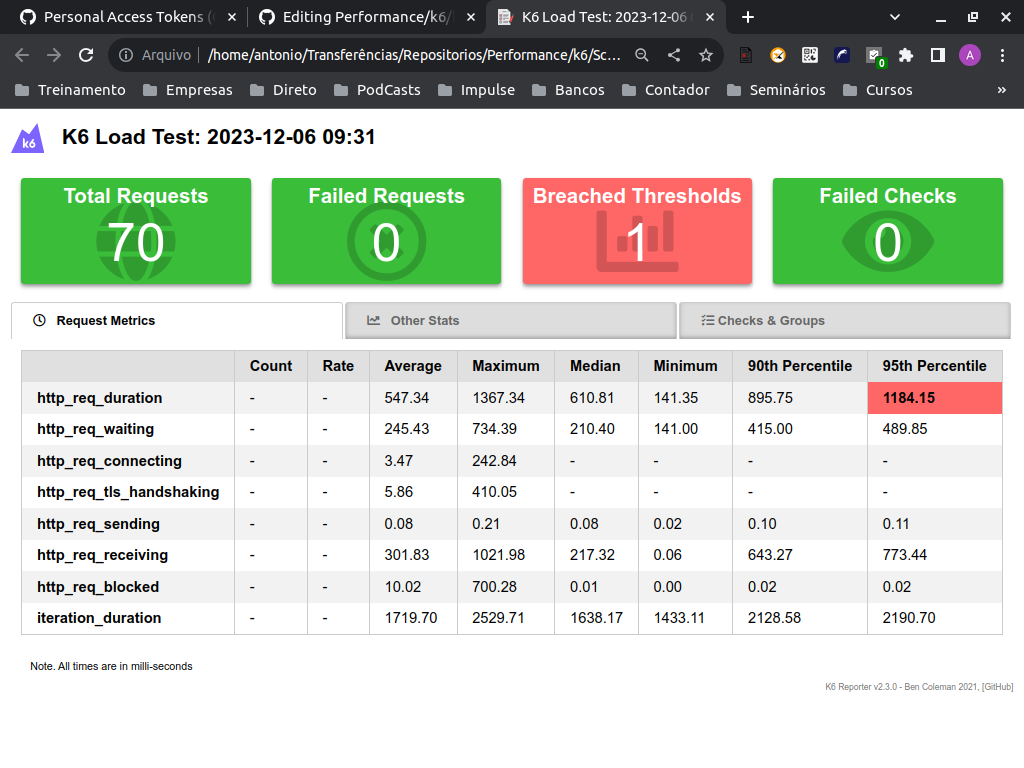 Personal Access Tokens (
Editing Performance/k6/
K6 Load Test: 2023-12-06
Arquivo
/home/antonio/Transferências/Repositorios/Performance/k6/Sc...
0
A
Treinamento Empresas Direto PodCasts Impulse Bancos Contador Seminários Cursos »
k6
K6 Load Test: 2023-12-06 09:31
Total Requests
70
Failed Requests
0
Breached Thresholds
1
Failed Checks
0
Request Metrics Other Stats Checks & Groups
Count Rate Average Maximum Median Minimum 90th Percentile 95th Percentile
http_req_duration - - 547.34 1367.34 610.81 141.35 895.75 1184.15
http_req_waiting - - 245.43 734.39 210.40 141.00 415.00 489.85
http_req_connecting - - 3.47 242.84 - - - -
http_req_tls_handshaking - - 5.86 410.05 - - - -
http_req_sending - - 0.08 0.21 0.08 0.02 0.10 0.11
http_req_receiving - - 301.83 1021.98 217.32 0.06 643.27 773.44
http_req_blocked - - 10.02 700.28 0.01 0.00 0.02 0.02
iteration_duration - - 1719.70 2529.71 1638.17 1433.11 2128.58 2190.70
Note. All times are in milli-seconds
K6 Reporter v2.3.0 - Ben Coleman 2021, [GitHub]